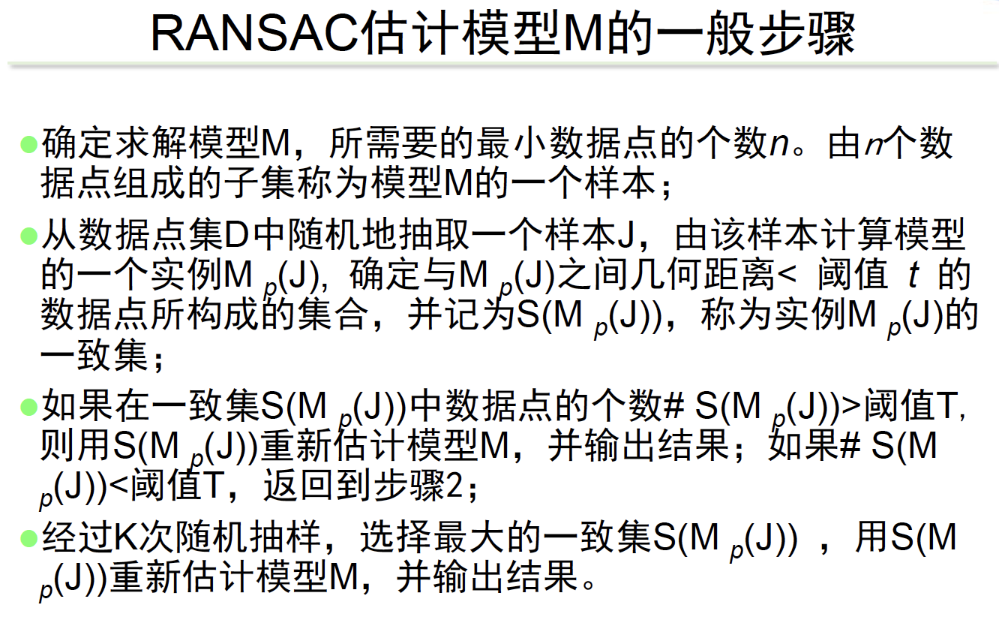 RANSAC估计模型M的一般步骤
●确定求解模型M，所需要的最小数据点的个数n。由n个数
据点组成的子集称为模型M的一个样本；
●从数据点集D中随机地抽取一个样本J，由该样本计算模型
的一个实例M p(J), 确定与M p(J)之间几何距离< 阈值 t 的
数据点所构成的集合，并记为S(M p(J))，称为实例M p(J)的
一致集；
●如果在一致集S(M p(J))中数据点的个数# S(M p(J))>阈值T,
则用S(M p(J))重新估计模型M，并输出结果；如果# S(M
p(J))<阈值T，返回到步骤2；
●经过K次随机抽样，选择最大的一致集S(M p(J)) ，用S(M
p(J))重新估计模型M，并输出结果。